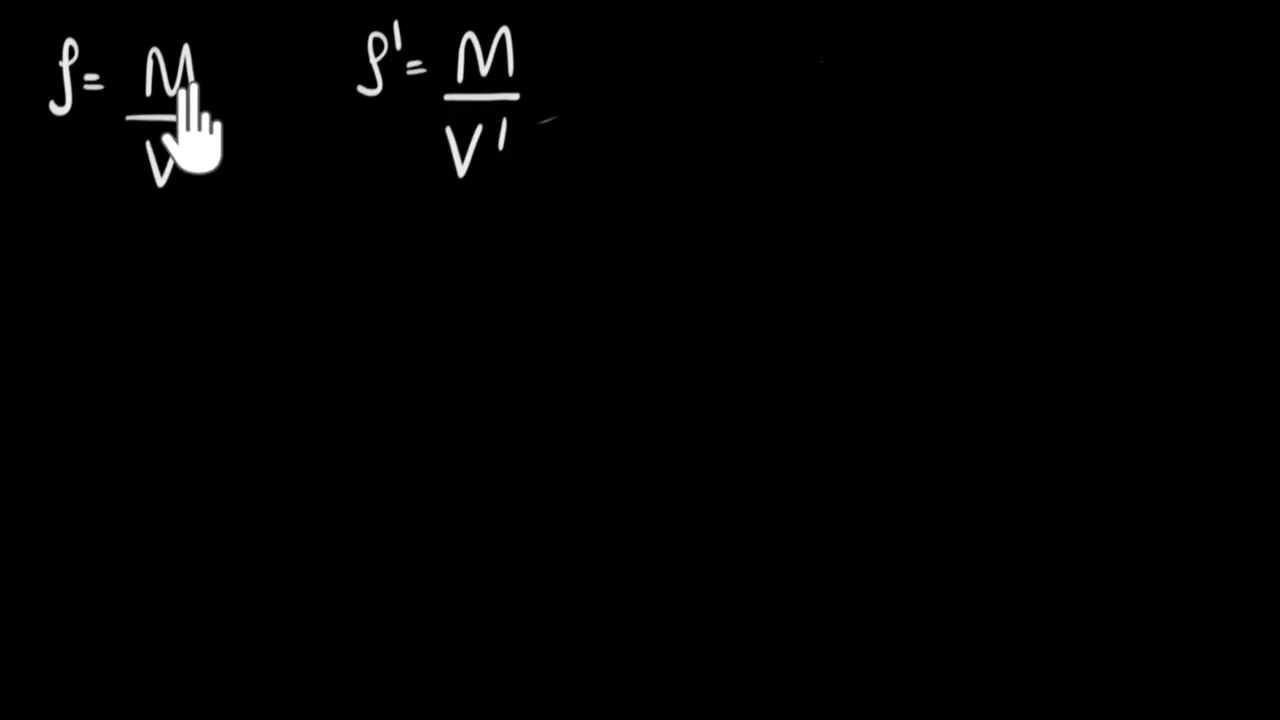 ρ = M/V
ρ' = M/V'